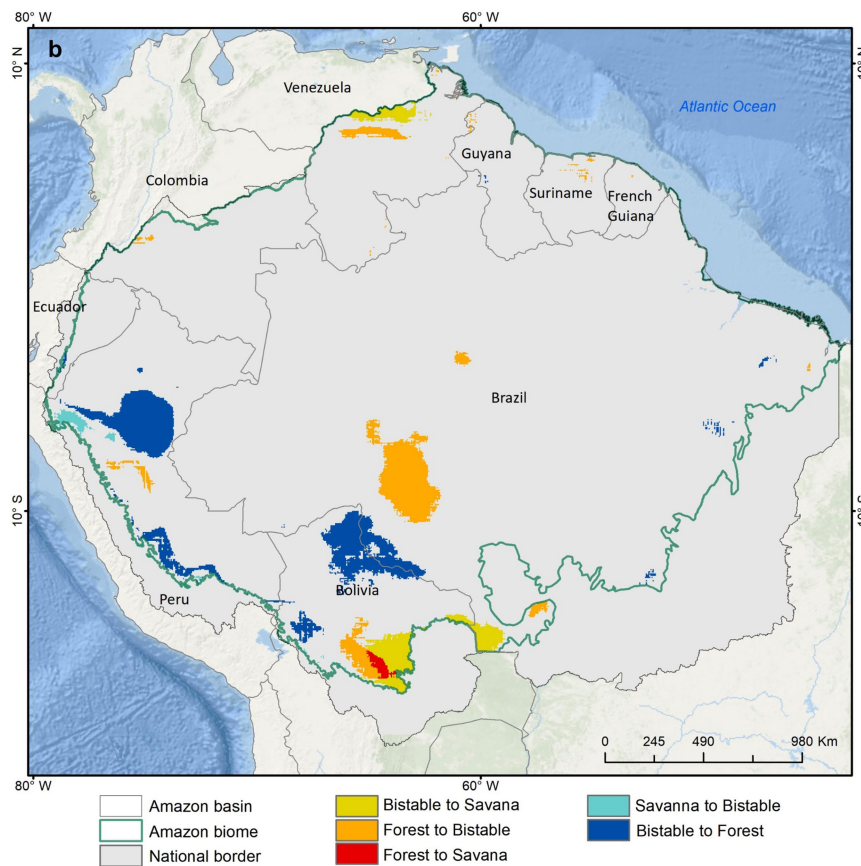 80° W
60° W
b
10° N
10° N
Venezuela
Atlantic Ocean
Guyana
Colombia
Suriname
French
Guiana
Ecuador
Brazil
10° S
10° S
Bolivia
Peru
0 245 490 980 Km
80° W
60° W
Amazon basin
Bistable to Savana
Savanna to Bistable
Amazon biome
Forest to Bistable
Bistable to Forest
National border
Forest to Savana